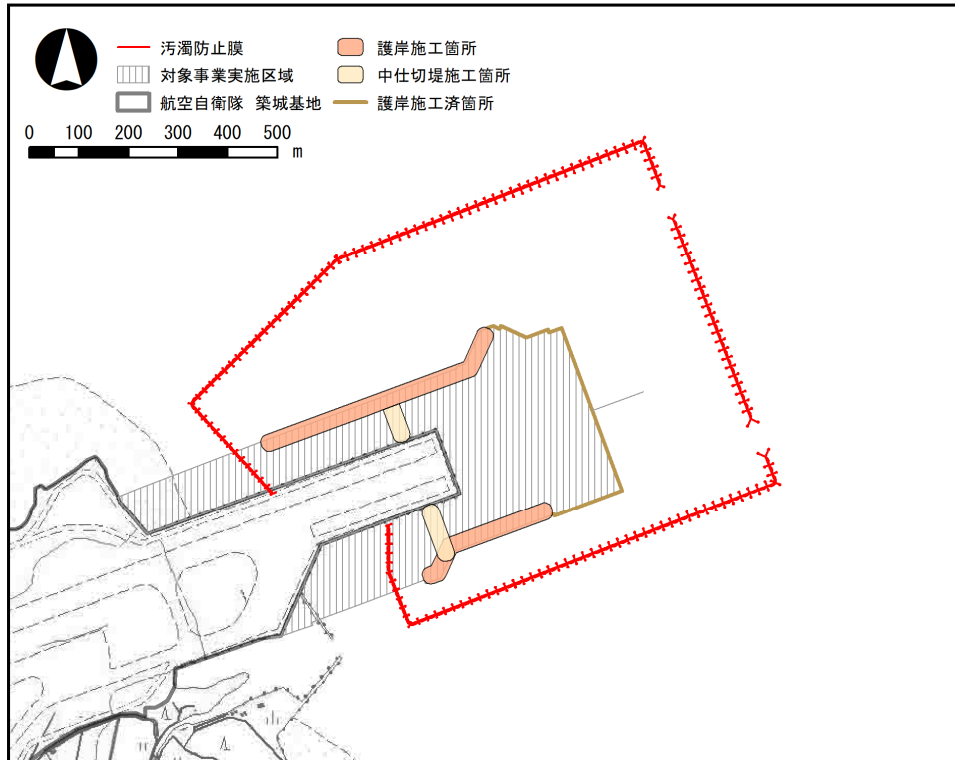 汚濁防止膜
対象事業実施区域
航空自衛隊 築城基地
護岸施工箇所
中仕切堤施工箇所
護岸施工済箇所
0 100 200 300 400 500
m